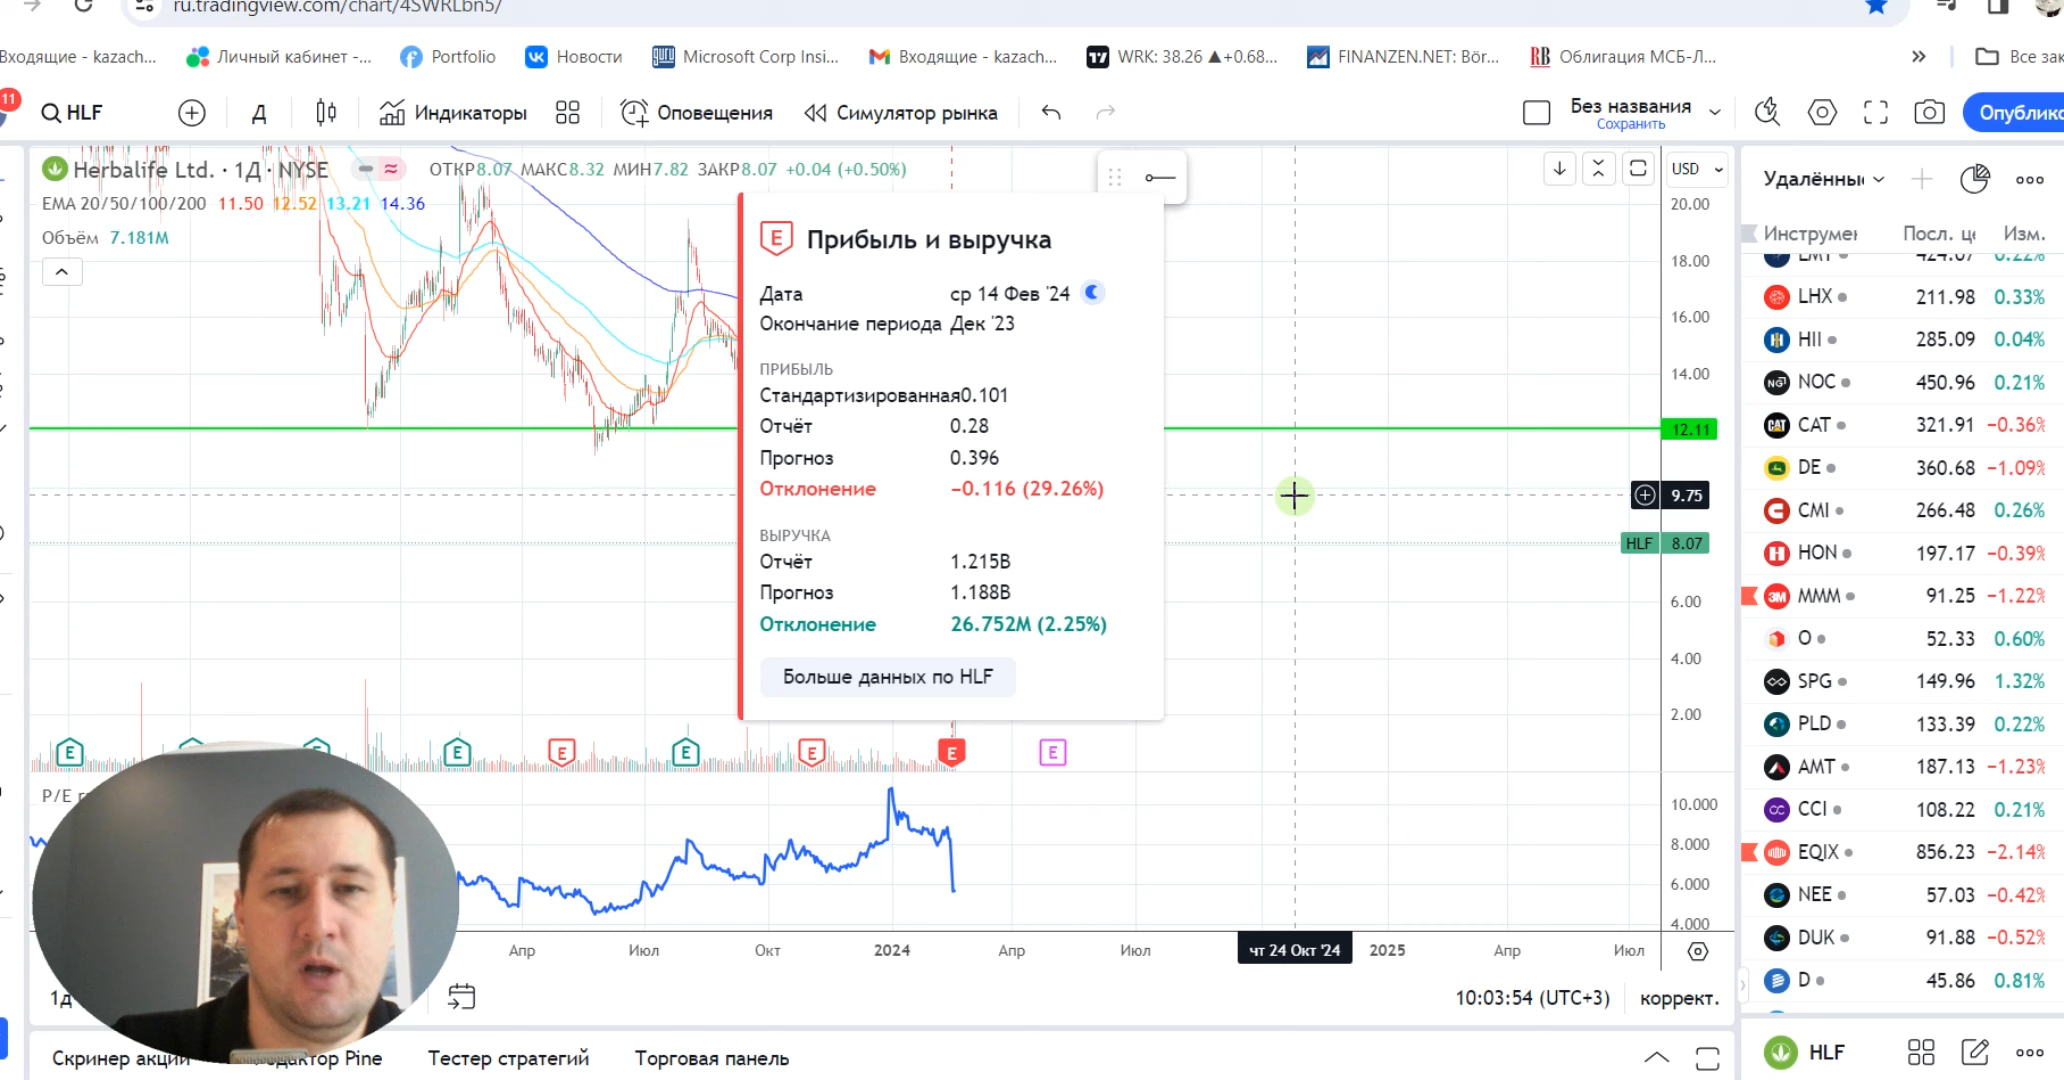 ru.tradingview.com/chart/4SWRLbn5/
Входящие - kazach...
Личный кабинет -...
Portfolio
Новости
Microsoft Corp Insi...
Входящие - kazach...
WRK: 38.26 ▲+0.68...
FINANZEN.NET: Bör...
Облигация МСБ-Л...
»
Все зак
11
HLF
Д
Индикаторы
Оповещения
Симулятор рынка
Без названия
Сохранить
Опублико
Herbalife Ltd. · 1Д · NYSE
ОТКР8.07 МАКС8.32 МИН7.82 ЗАКР8.07 +0.04 (+0.50%)
EMA 20/50/100/200 11.50 12.52 13.21 14.36
Объём 7.181M
E Прибыль и выручка
Дата ср 14 Фев '24
Окончание периода Дек '23
ПРИБЫЛЬ
Стандартизированная0.101
Отчёт 0.28
Прогноз 0.396
Отклонение −0.116 (29.26%)
ВЫРУЧКА
Отчёт 1.215B
Прогноз 1.188B
Отклонение 26.752M (2.25%)
Больше данных по HLF
USD
20.00
18.00
16.00
14.00
12.11
9.75
HLF 8.07
6.00
4.00
2.00
E E E E E E E
P/E
10.000
8.000
6.000
4.000
Апр Июл Окт 2024 Апр Июл чт 24 Окт '24 2025 Апр Июл
1д
10:03:54 (UTC+3)
коррект.
Скринер акций
Pine
Тестер стратегий
Торговая панель
Удалённы
Инструмен Посл. це Изм.
LMT 424.07 0.22%
LHX 211.98 0.33%
HII 285.09 0.04%
NOC 450.96 0.21%
CAT 321.91 −0.36%
DE 360.68 −1.09%
CMI 266.48 0.26%
HON 197.17 −0.39%
3M MMM 91.25 −1.22%
O 52.33 0.60%
SPG 149.96 1.32%
PLD 133.39 0.22%
AMT 187.13 −1.23%
CCI 108.22 0.21%
EQIX 856.23 −2.14%
NEE 57.03 −0.42%
DUK 91.88 −0.52%
D 45.86 0.81%
HLF